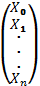 X₀
X₁
.
.
.
Xₙ